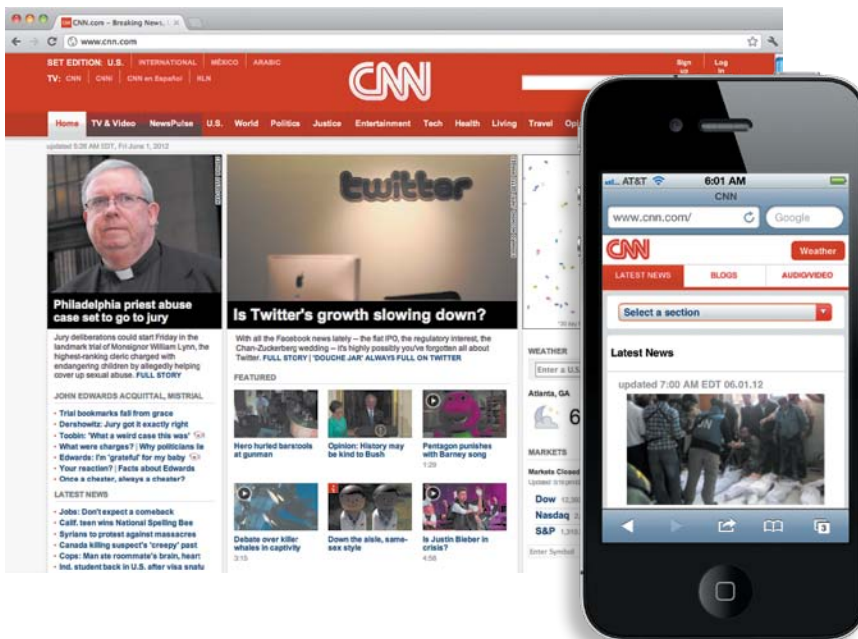 CNN.com – Breaking News,
www.cnn.com
SET EDITION: U.S. INTERNATIONAL MÉXICO ARABIC
TV: CNN CNNi CNN en Español HLN
CNN
Sign up Log in
Home TV & Video NewsPulse U.S. World Politics Justice Entertainment Tech Health Living Travel
updated 5:26 AM EDT, Fri June 1, 2012
Philadelphia priest abuse
case set to go to jury
Jury deliberations could start Friday in the
landmark trial of Monsignor William Lynn, the
highest-ranking cleric charged with
endangering children by allegedly helping
cover up sexual abuse. FULL STORY
JOHN EDWARDS ACQUITTAL, MISTRIAL
Trial bookmarks fall from grace
Dershowitz: Jury got it exactly right
Toobin: 'What a weird case this was'
What were charges? | Why politicians lie
Edwards: I'm 'grateful' for my baby
Your reaction? | Facts about Edwards
Once a cheater, always a cheater?
LATEST NEWS
Jobs: Don't expect a comeback
Calif. teen wins National Spelling Bee
Syrians to protest against massacres
Canada killing suspect's 'creepy' past
Cops: Man ate roommate's brain, heart
Ind. student back in U.S. after visa snafu
twitter
Is Twitter's growth slowing down?
With all the Facebook news lately -- the flat IPO, the regulatory interest, the
Chan-Zuckerberg wedding -- it's highly possibly you've forgotten all about
Twitter. FULL STORY | 'DOUCHE JAR' ALWAYS FULL ON TWITTER
FEATURED
Hero hurled barstools
at gunman
Opinion: History may
be kind to Bush
Pentagon punishes
with Barney song
1:29
Debate over killer
whales in captivity
3:15
Down the aisle, same-
sex style
Is Justin Bieber in
crisis?
4:58
WEATHER
Enter a U.S.
Atlanta, GA
6
MARKETS
Markets Closed
Dow
Nasdaq
S&P
Enter Symbol
AT&T 6:01 AM
CNN
www.cnn.com/ Google
CNN Weather
LATEST NEWS BLOGS AUDIO/VIDEO
Select a section
Latest News
updated 7:00 AM EDT 06.01.12
3